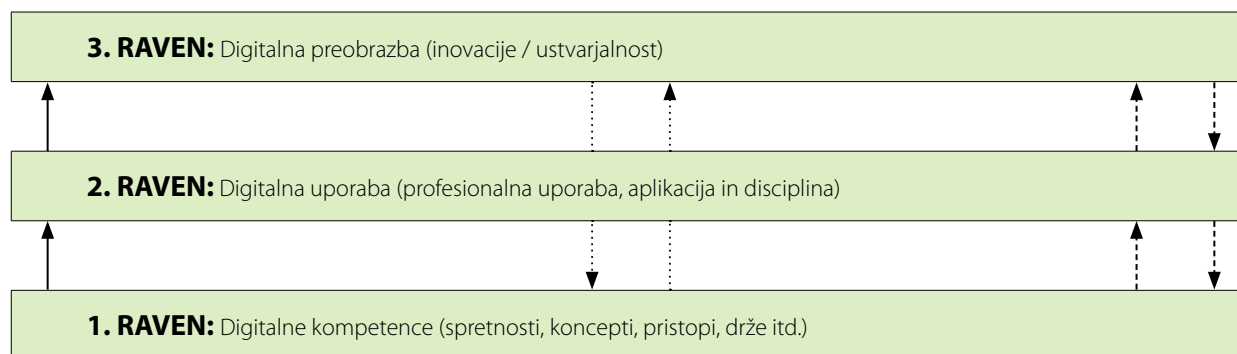 3. RAVEN: Digitalna preobrazba (inovacije / ustvarjalnost)
2. RAVEN: Digitalna uporaba (profesionalna uporaba, aplikacija in disciplina)
1. RAVEN: Digitalne kompetence (spretnosti, koncepti, pristopi, drže itd.)